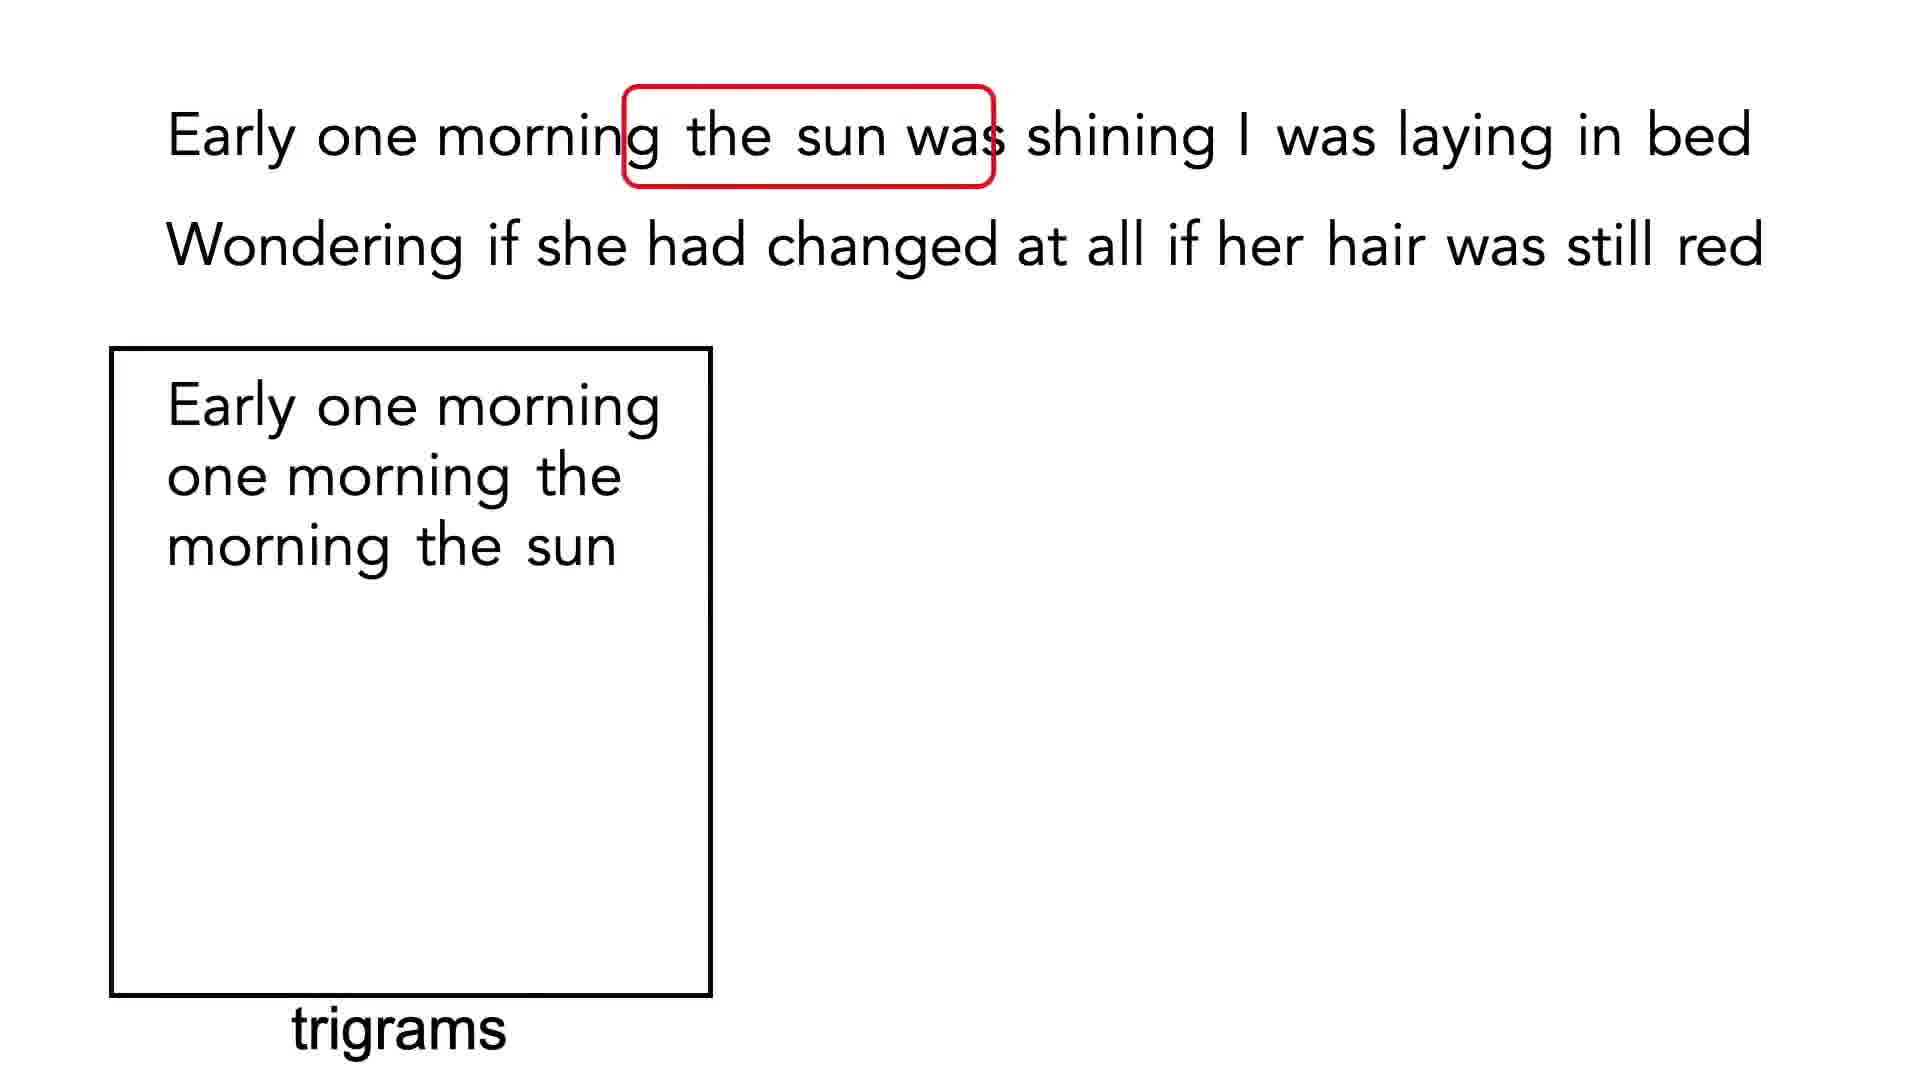 Early one morning the sun was shining I was laying in bed
Wondering if she had changed at all if her hair was still red
Early one morning
one morning the
morning the sun
trigrams